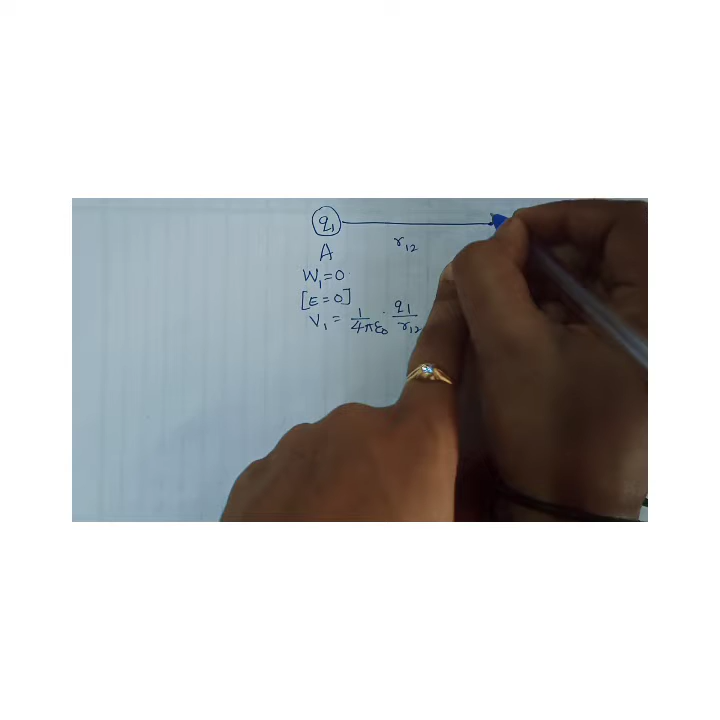 q₁
A r₁₂
W₁=0
[E=0]
V₁ = 1/4πε₀ · q₁/r₁₂